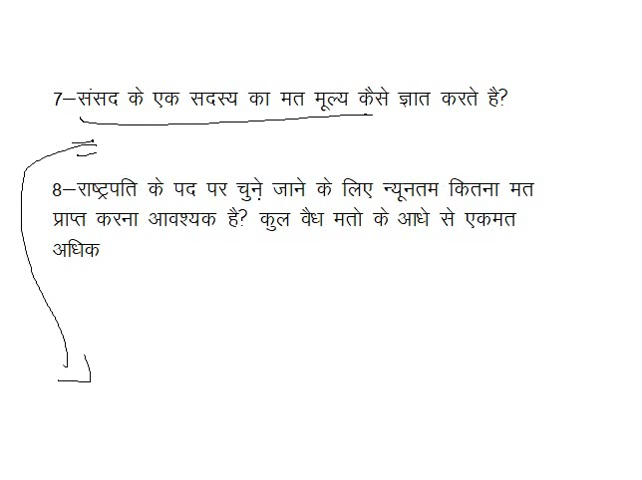 7–संसद के एक सदस्य का मत मूल्य कैसे ज्ञात करते है?
8–राष्ट्रपति के पद पर चुने़ जाने के लिए न्यूनतम कितना मत
प्राप्त करना आवश्यक है? कुल वैध मतो के आधे से एकमत
अधिक